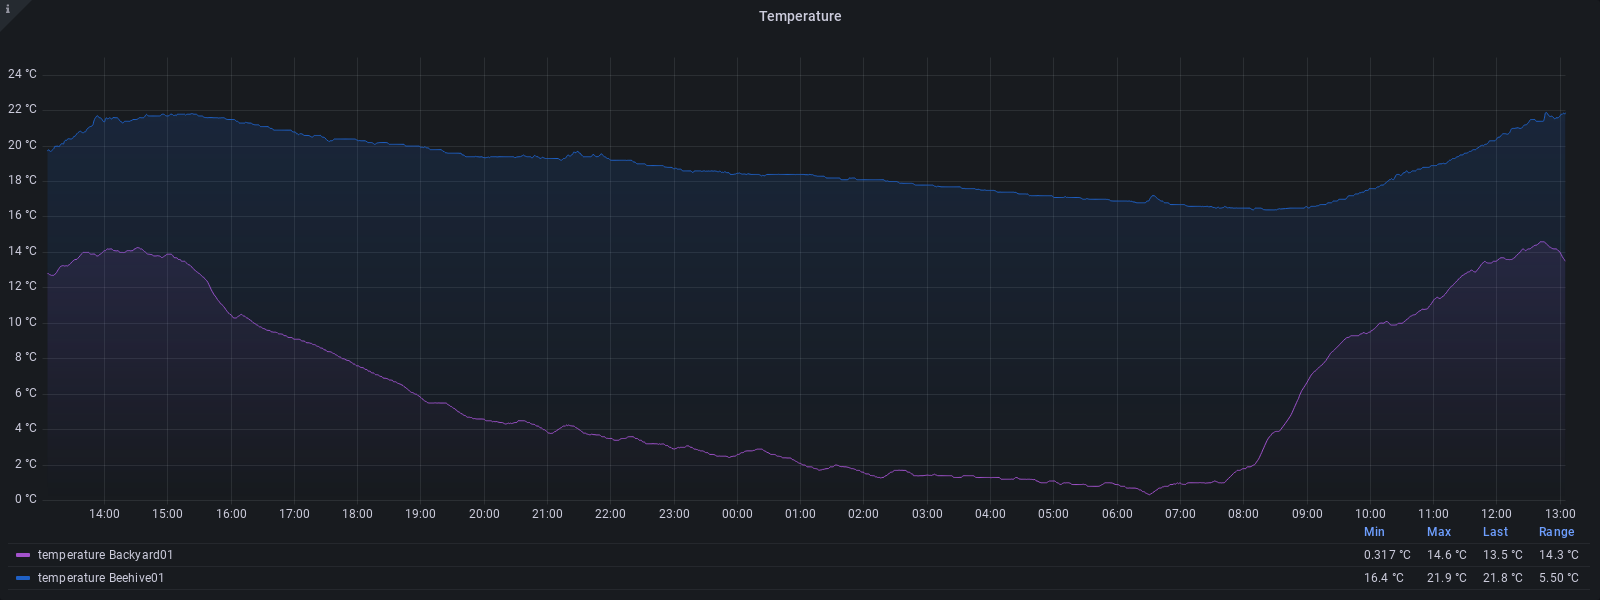 i
Temperature
24 °C
22 °C
20 °C
18 °C
16 °C
14 °C
12 °C
10 °C
8 °C
6 °C
4 °C
2 °C
0 °C
14:00 15:00 16:00 17:00 18:00 19:00 20:00 21:00 22:00 23:00 00:00 01:00 02:00 03:00 04:00 05:00 06:00 07:00 08:00 09:00 10:00 11:00 12:00 13:00
Min Max Last Range
temperature Backyard01 0.317 °C 14.6 °C 13.5 °C 14.3 °C
temperature Beehive01 16.4 °C 21.9 °C 21.8 °C 5.50 °C